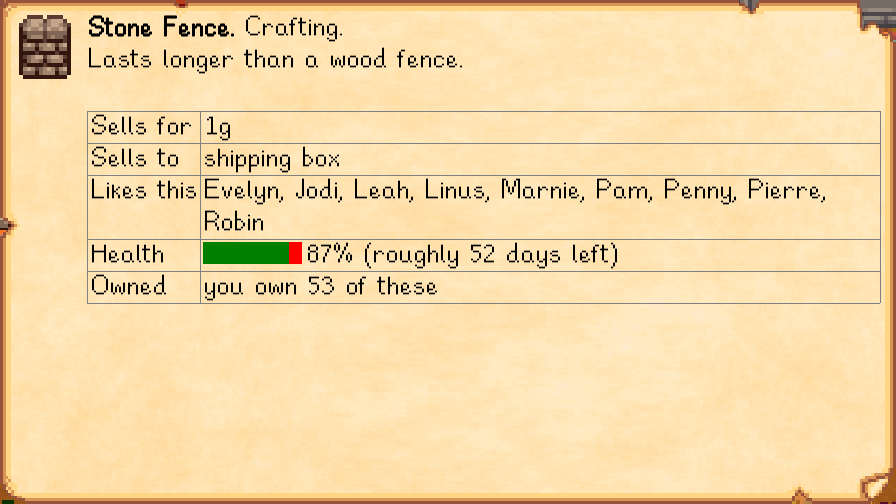 Stone Fence. Crafting.
Lasts longer than a wood fence.
Sells for 1g
Sells to shipping box
Likes this Evelyn, Jodi, Leah, Linus, Marnie, Pam, Penny, Pierre,
Robin
Health 87% (roughly 52 days left)
Owned you own 53 of these